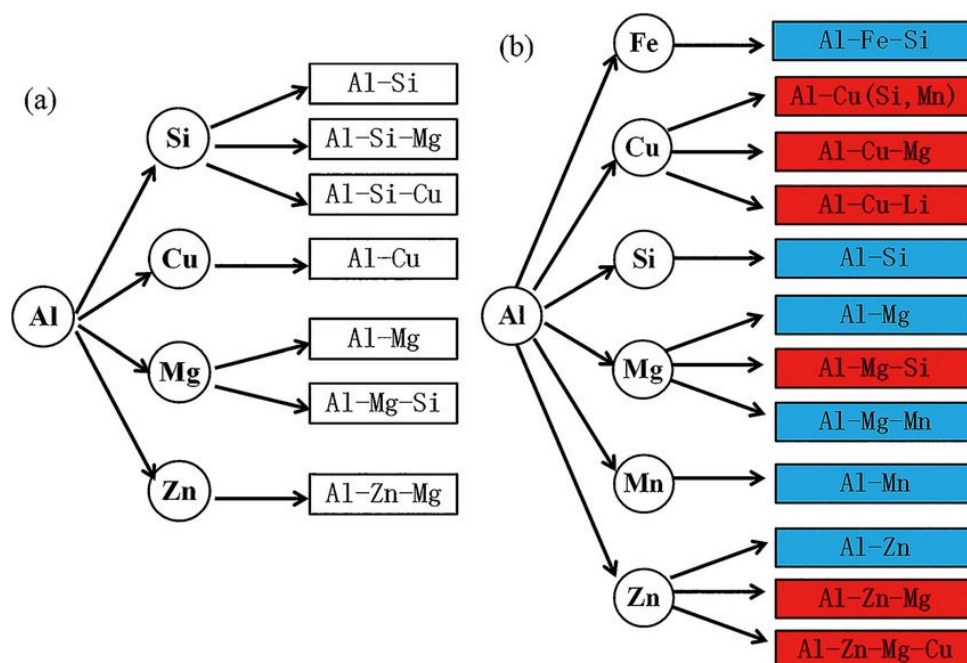 (a)
Al
Si
Cu
Mg
Zn
Al-Si
Al-Si-Mg
Al-Si-Cu
Al-Cu
Al-Mg
Al-Mg-Si
Al-Zn-Mg
(b)
Al
Fe
Cu
Si
Mg
Mn
Zn
Al-Fe-Si
Al-Cu(Si,Mn)
Al-Cu-Mg
Al-Cu-Li
Al-Si
Al-Mg
Al-Mg-Si
Al-Mg-Mn
Al-Mn
Al-Zn
Al-Zn-Mg
Al-Zn-Mg-Cu